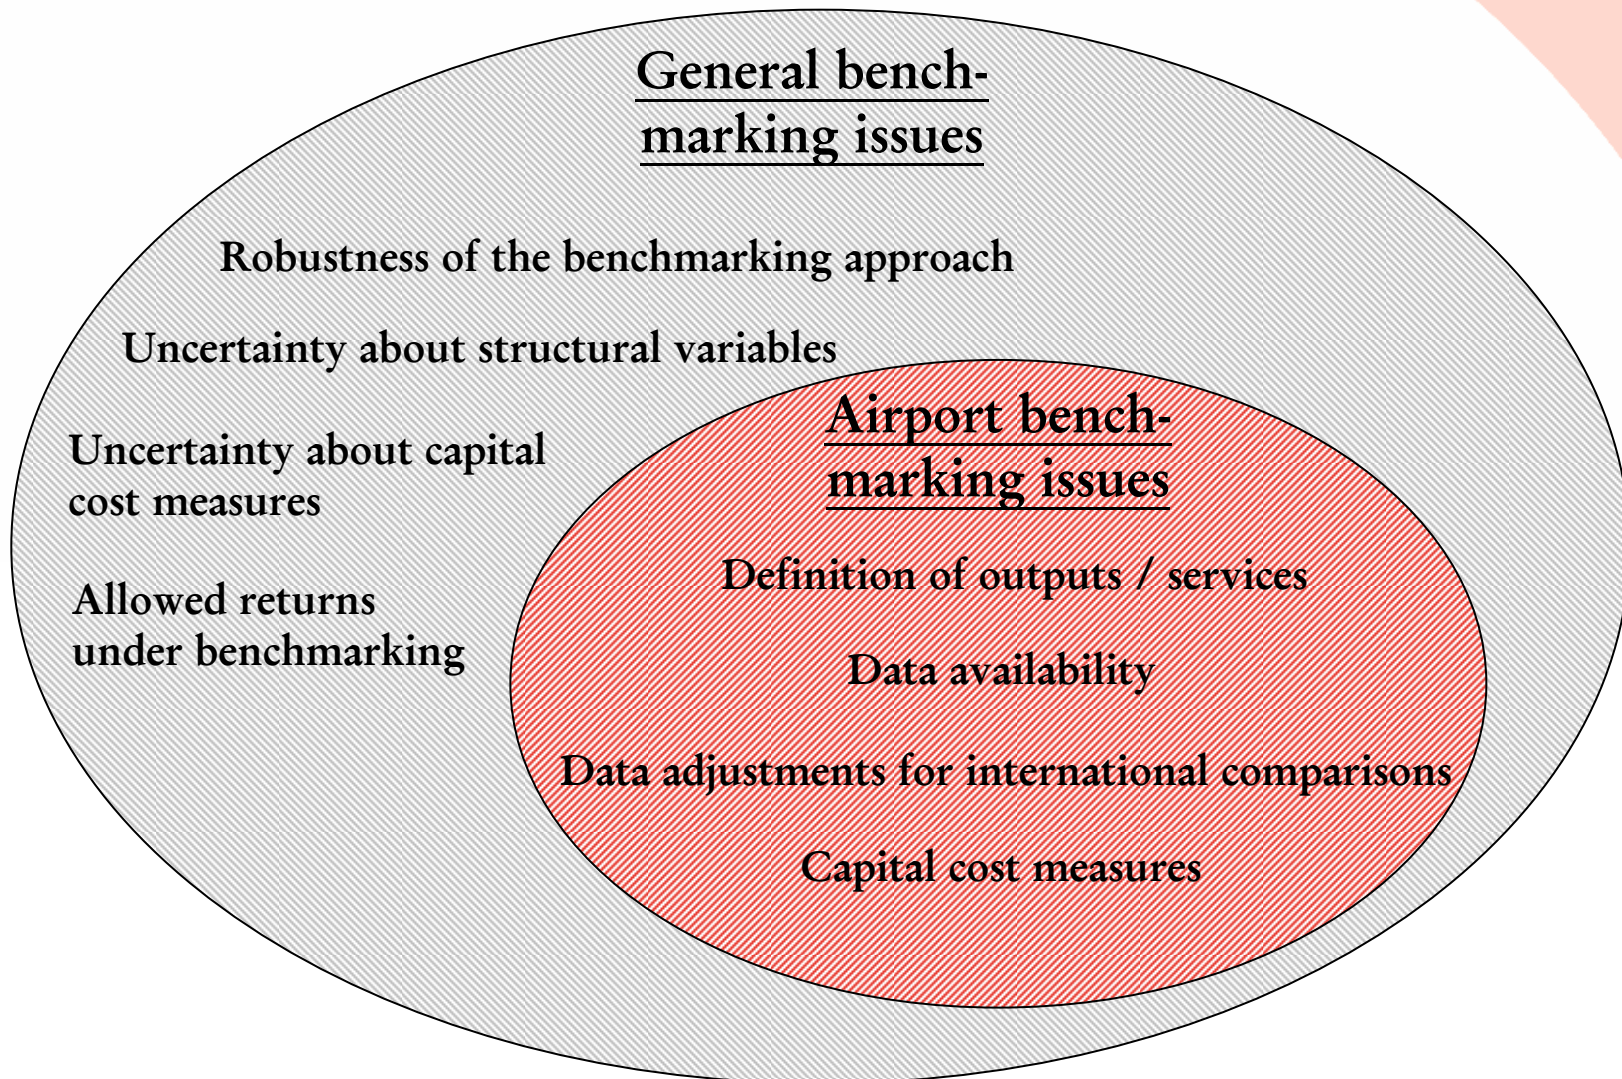 General bench-
marking issues
Robustness of the benchmarking approach
Uncertainty about structural variables
Uncertainty about capital
cost measures
Allowed returns
under benchmarking
Airport bench-
marking issues
Definition of outputs / services
Data availability
Data adjustments for international comparisons
Capital cost measures